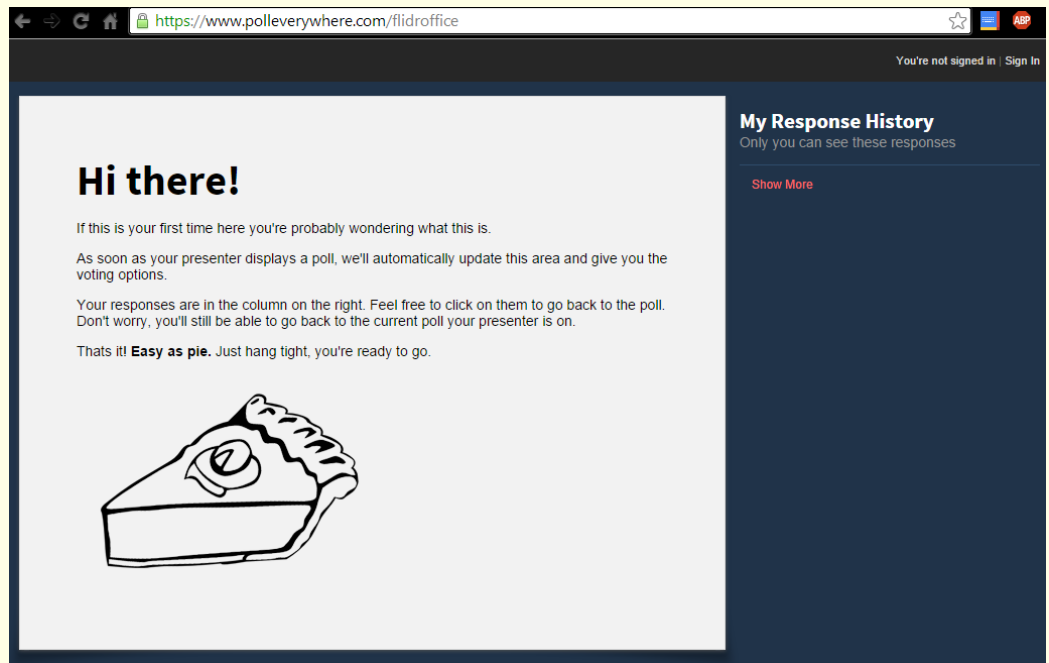 https://www.polleverywhere.com/flidroffice
ABP
You're not signed in | Sign In
Hi there!
If this is your first time here you're probably wondering what this is.
As soon as your presenter displays a poll, we'll automatically update this area and give you the
voting options.
Your responses are in the column on the right. Feel free to click on them to go back to the poll.
Don't worry, you'll still be able to go back to the current poll your presenter is on.
Thats it! Easy as pie. Just hang tight, you're ready to go.
My Response History
Only you can see these responses
Show More